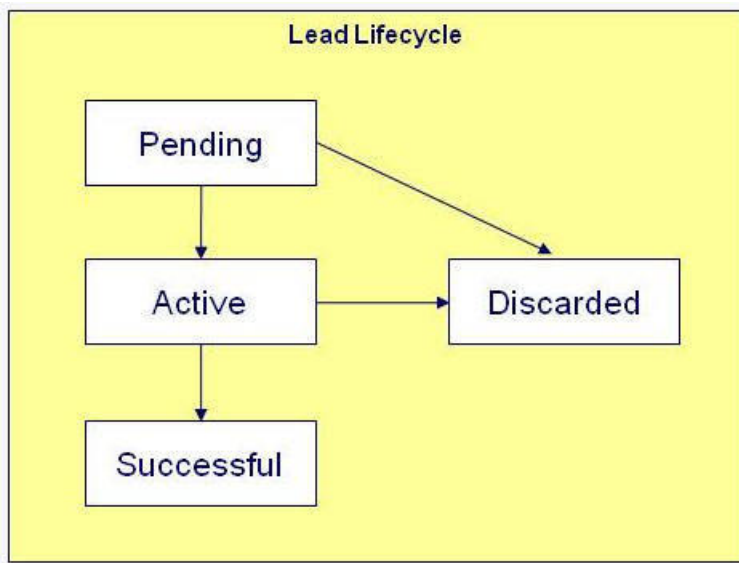 Lead Lifecycle
Pending
Active
Discarded
Successful